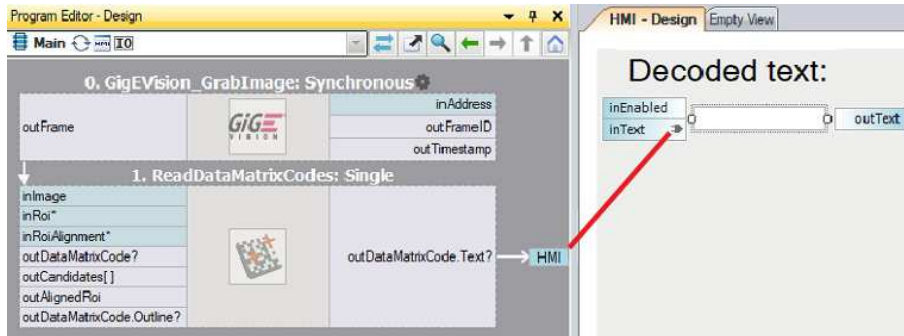 Program Editor - Design
Main HMI IO
0. GigEVision_GrabImage: Synchronous
outFrame
GiGE
VISION
inAddress
outFrameID
outTimestamp
1. ReadDataMatrixCodes: Single
inImage
inRoi*
inRoiAlignment*
outDataMatrixCode?
outCandidates[]
outAlignedRoi
outDataMatrixCode.Outline?
outDataMatrixCode.Text?
HMI
HMI - Design
Empty View
Decoded text:
inEnabled
inText
outText